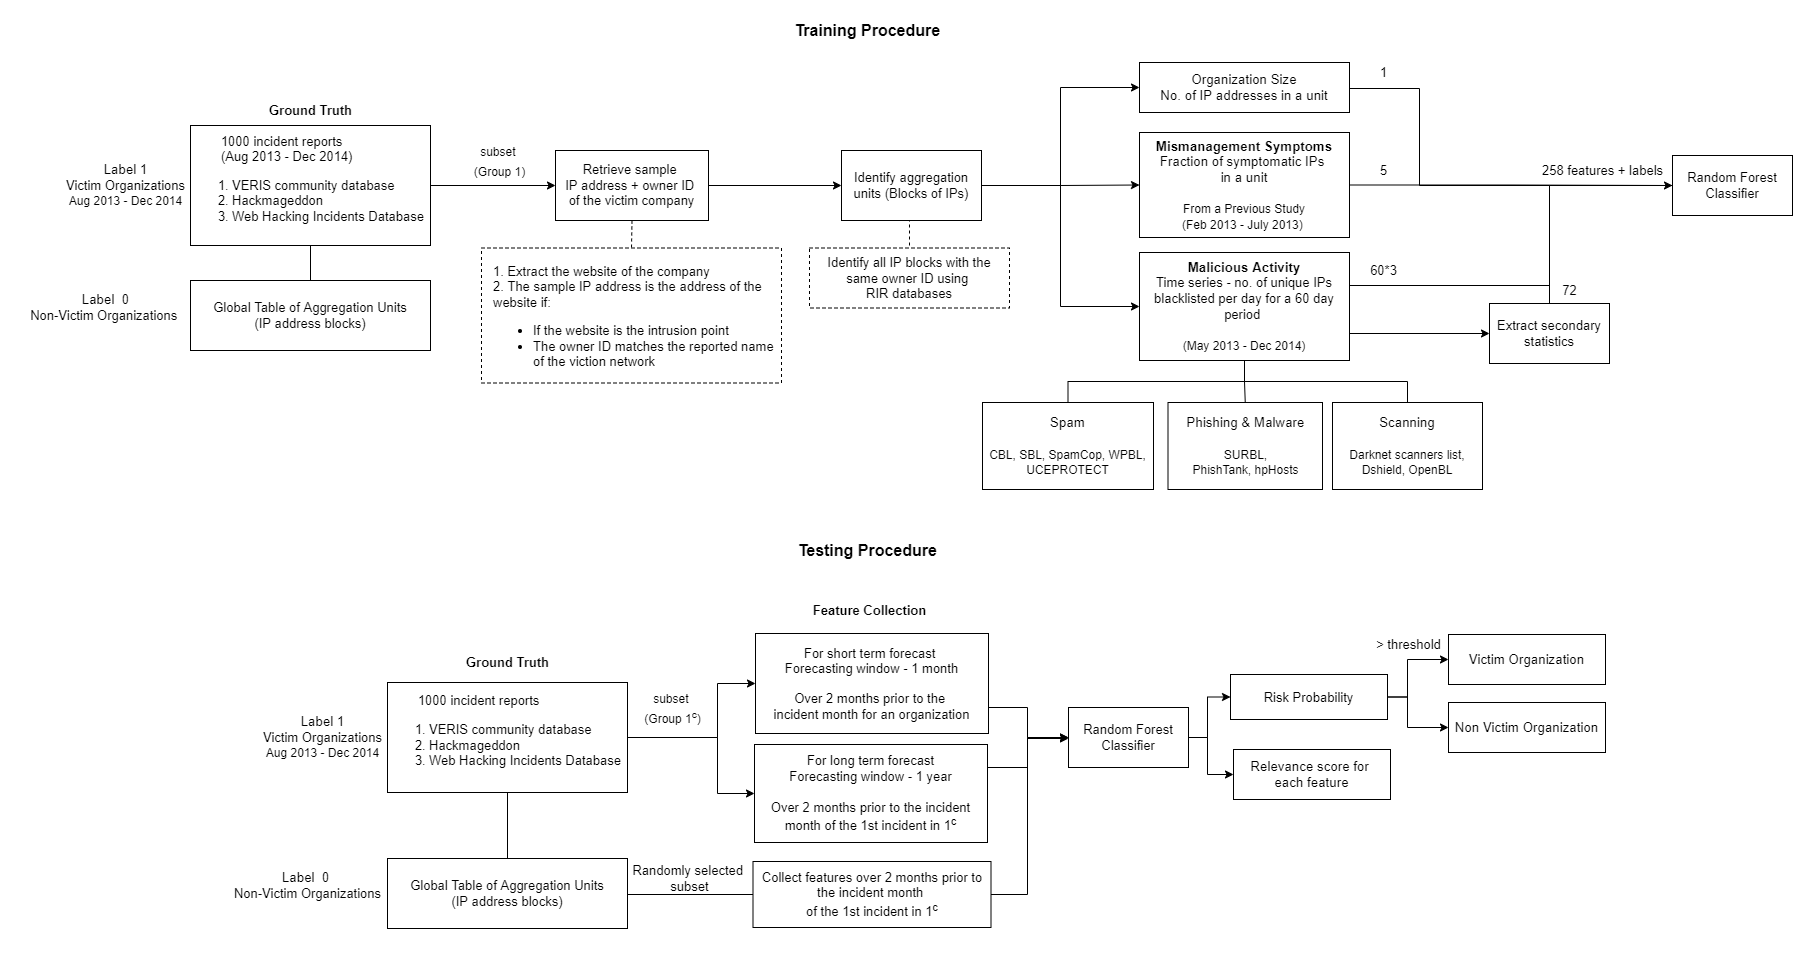 Training Procedure
Ground Truth
Label 1
Victim Organizations
Aug 2013 - Dec 2014
1000 incident reports
(Aug 2013 - Dec 2014)
1. VERIS community database
2. Hackmageddon
3. Web Hacking Incidents Database
Label  0
Non-Victim Organizations
Global Table of Aggregation Units
(IP address blocks)
subset
(Group 1)
Retrieve sample
IP address + owner ID
of the victim company
1. Extract the website of the company
2. The sample IP address is the address of the
website if:
• If the website is the intrusion point
• The owner ID matches the reported name
of the viction network
Identify aggregation
units (Blocks of IPs)
Identify all IP blocks with the
same owner ID using
RIR databases
Organization Size
No. of IP addresses in a unit
1
Mismanagement Symptoms
Fraction of symptomatic IPs
in a unit
From a Previous Study
(Feb 2013 - July 2013)
5
Malicious Activity
Time series - no. of unique IPs
blacklisted per day for a 60 day
period
(May 2013 - Dec 2014)
60*3
72
Extract secondary
statistics
258 features + labels
Random Forest
Classifier
Spam
CBL, SBL, SpamCop, WPBL,
UCEPROTECT
Phishing & Malware
SURBL,
PhishTank, hpHosts
Scanning
Darknet scanners list,
Dshield, OpenBL
Testing Procedure
Feature Collection
Ground Truth
Label 1
Victim Organizations
Aug 2013 - Dec 2014
1000 incident reports
1. VERIS community database
2. Hackmageddon
3. Web Hacking Incidents Database
Label  0
Non-Victim Organizations
Global Table of Aggregation Units
(IP address blocks)
subset
(Group 1c)
Randomly selected
subset
For short term forecast
Forecasting window - 1 month
Over 2 months prior to the
incident month for an organization
For long term forecast
Forecasting window - 1 year
Over 2 months prior to the incident
month of the 1st incident in 1c
Collect features over 2 months prior to
the incident month
of the 1st incident in 1c
Random Forest
Classifier
Risk Probability
Relevance score for
each feature
> threshold
Victim Organization
Non Victim Organization